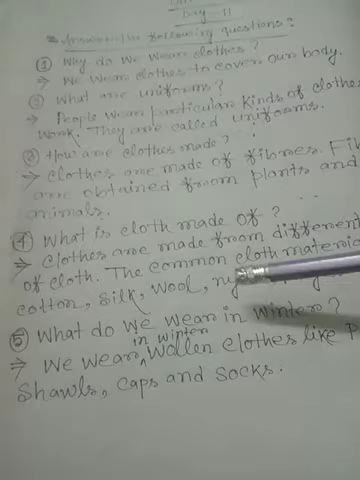 Day-11
Answer the following questions:
① Why do we wear clothes?
→ We wear clothes to cover our body.
② What are uniforms?
→ People wear particular kinds of clothes
work. They are called uniforms.
③ How are clothes made?
→ Clothes are made of fibres. Fi
are obtained from plants and
animals.
④ What is cloth made of?
→ Clothes are made from different
of cloth. The common cloth materia
cotton, silk, wool,
⑤ What do we wear in winter?
⇒ We wear in winter wollen clothes like
Shawls, caps and socks.